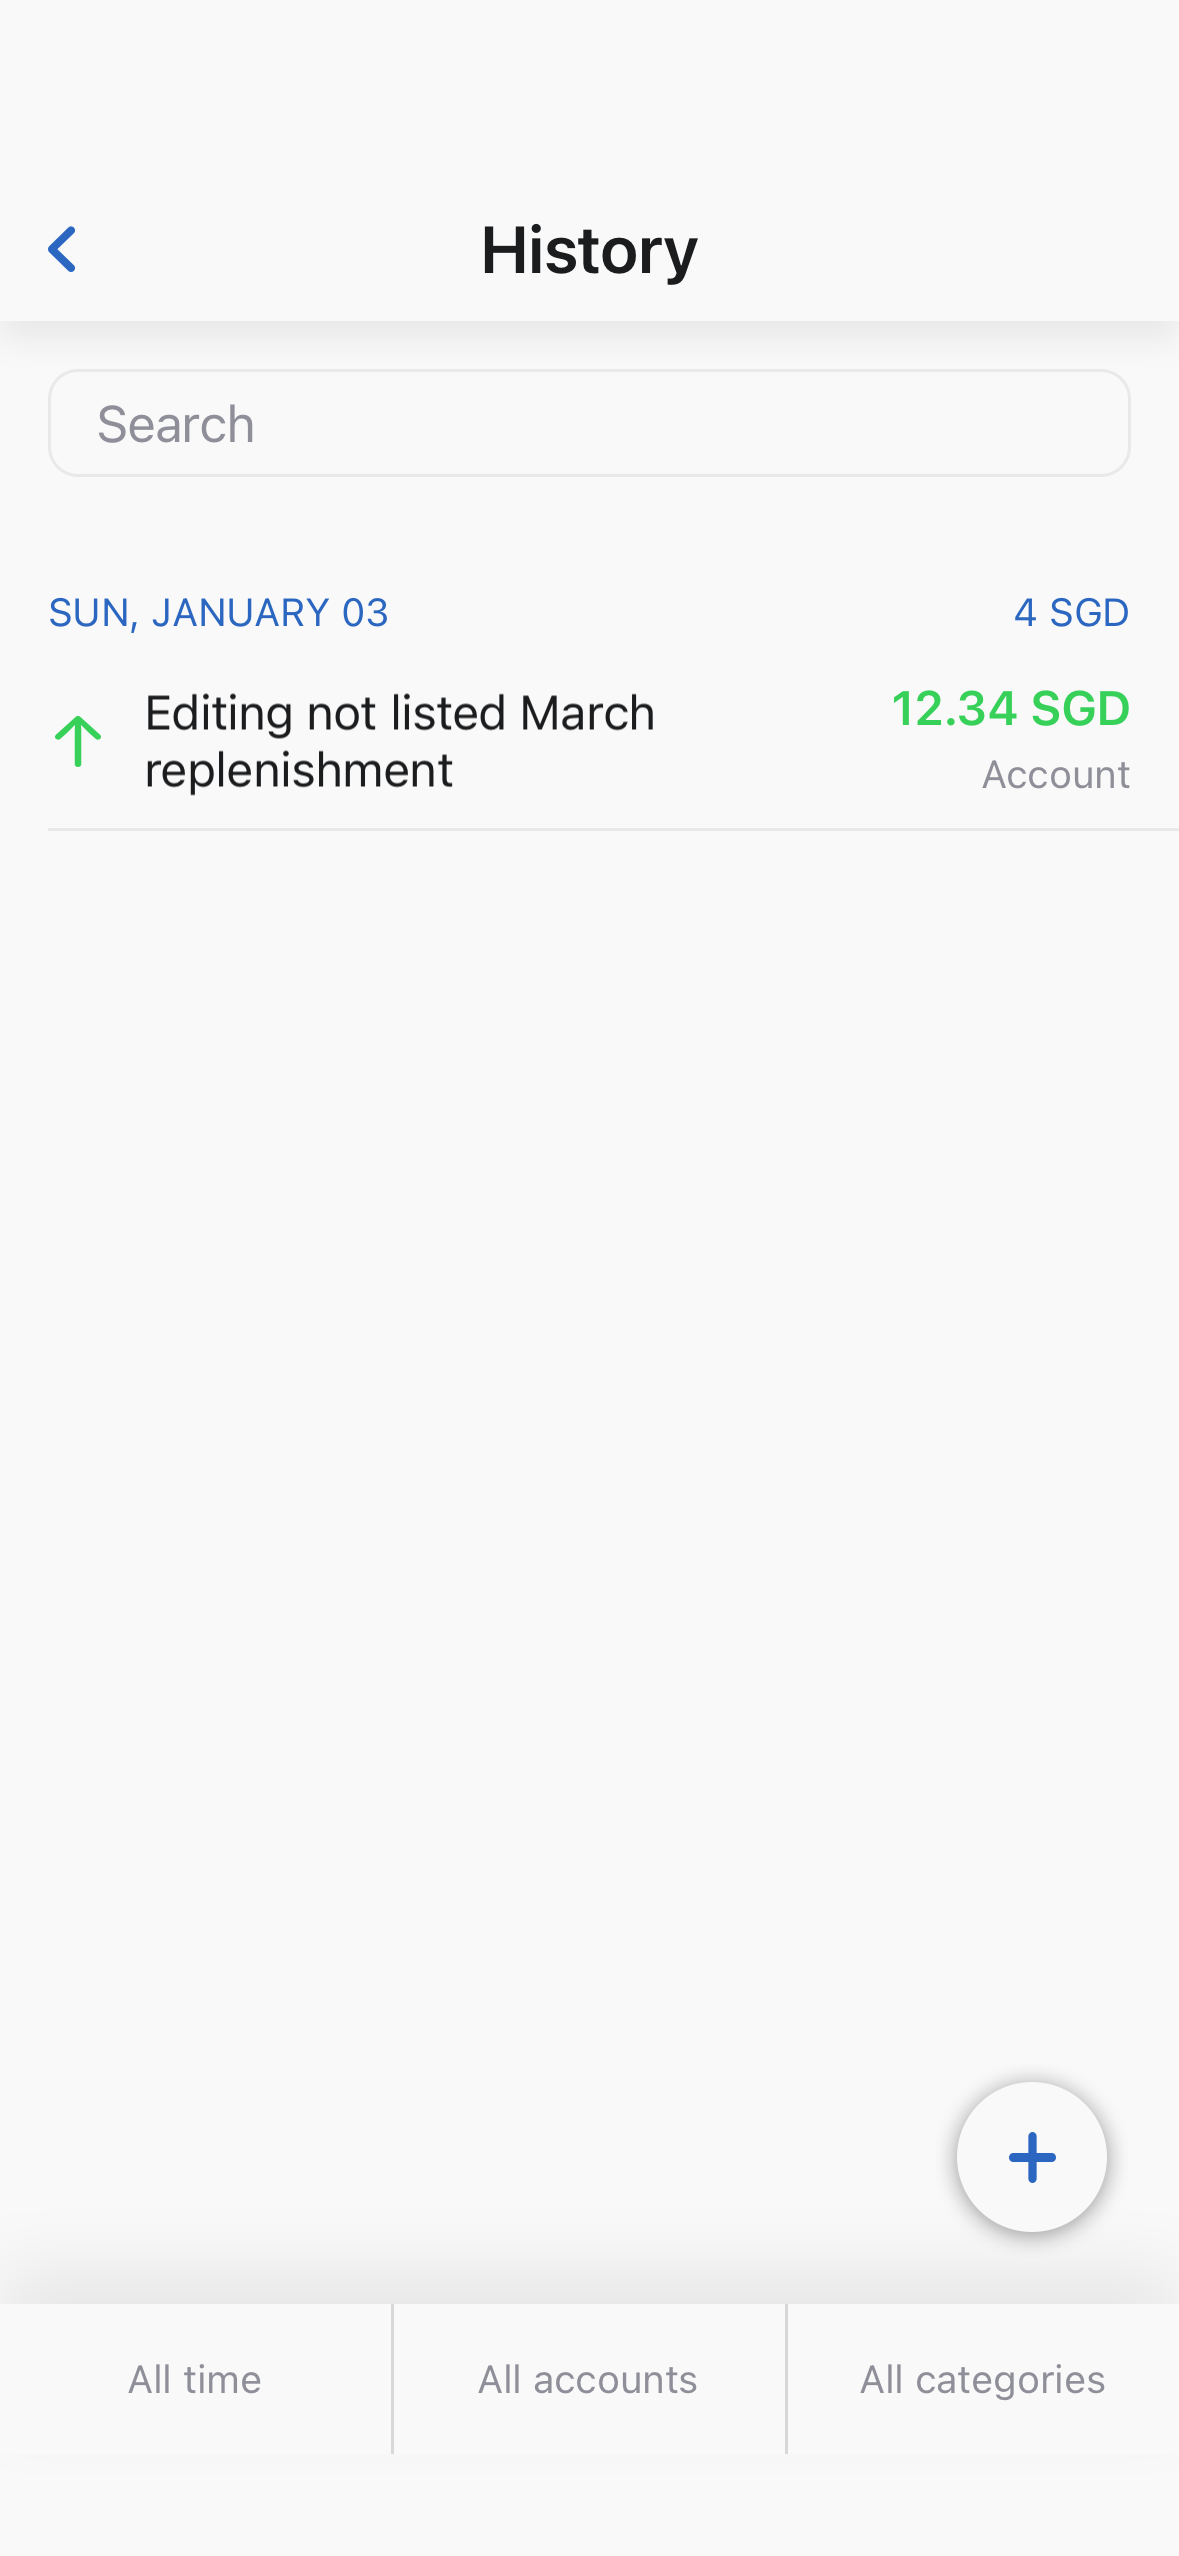 History
Search
SUN, JANUARY 03 4 SGD
Editing not listed March
replenishment
12.34 SGD
Account
All time All accounts All categories